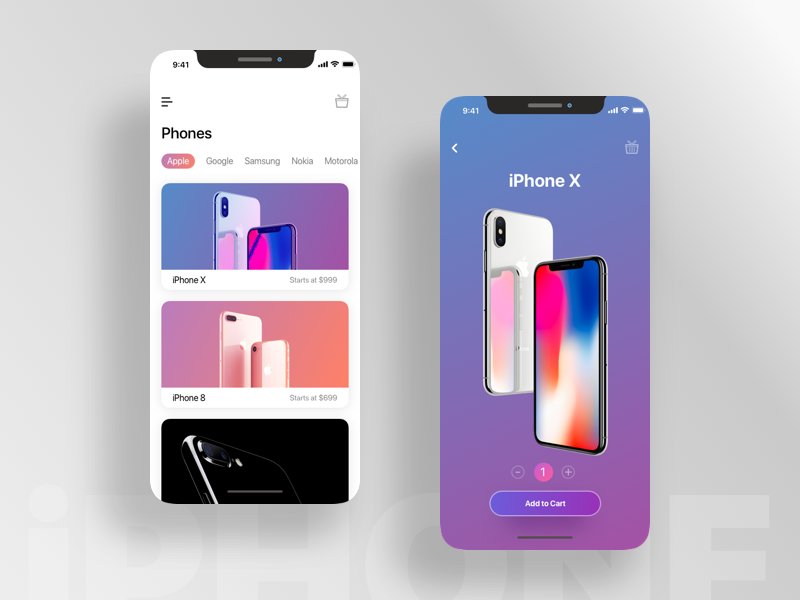 9:41
Phones
Apple Google Samsung Nokia Motorola
iPhone X Starts at $999
iPhone 8 Starts at $699
9:41
iPhone X
1
Add to Cart
iPHONE